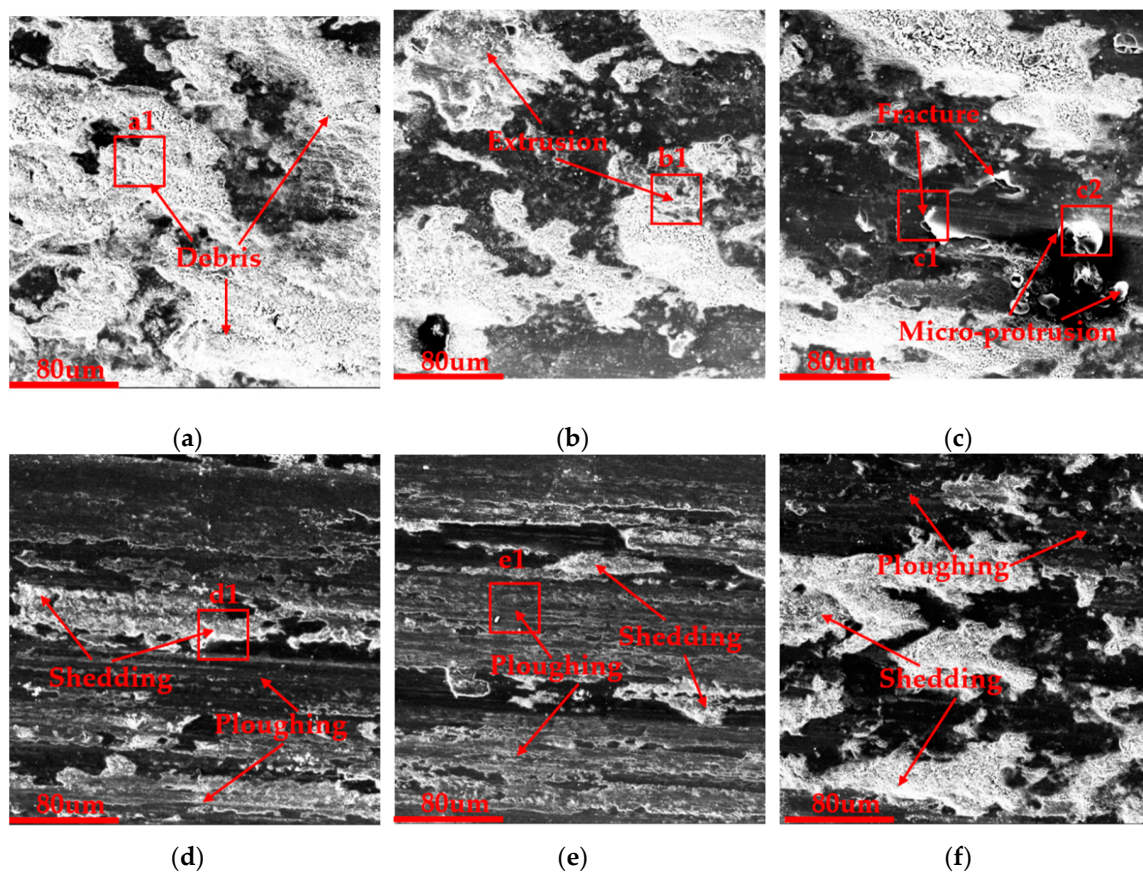 a1
Debris
80um
Extrusion
b1
80um
Fracture
c2
c1
Micro-protrusion
80um
(a)
(b)
(c)
d1
Shedding
Ploughing
80um
e1
Shedding
Ploughing
80um
Ploughing
Shedding
80um
(d)
(e)
(f)